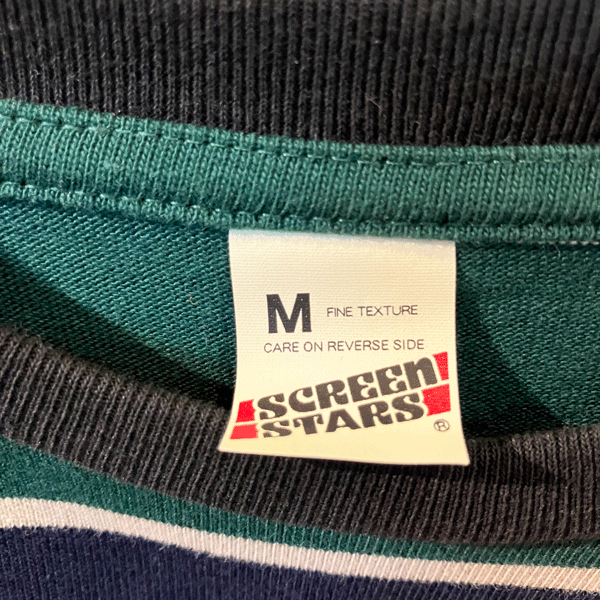 M FINE TEXTURE
CARE ON REVERSE SIDE
SCREEN
STARS
®